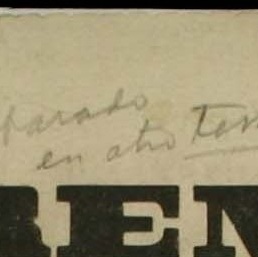 parado
en otro Tom
REN